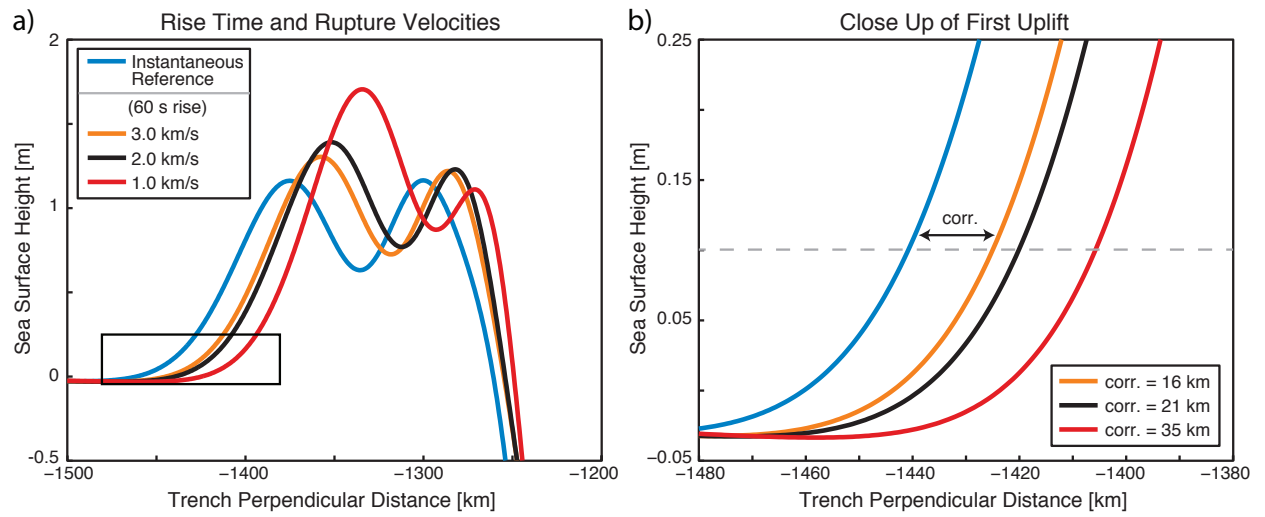 a)
Rise Time and Rupture Velocities
2
1
0
-0.5
Sea Surface Height [m]
Instantaneous
Reference
(60 s rise)
3.0 km/s
2.0 km/s
1.0 km/s
−1500
−1400
−1300
−1200
Trench Perpendicular Distance [km]
b)
Close Up of First Uplift
0.25
0.15
0.05
−0.05
Sea Surface Height [m]
corr.
corr. = 16 km
corr. = 21 km
corr. = 35 km
−1480
−1460
−1440
−1420
−1400
−1380
Trench Perpendicular Distance [km]